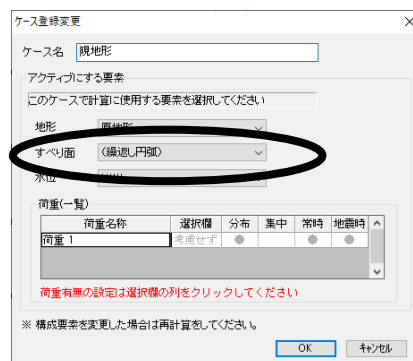 ケース登録変更
ケース名 現地形
アクティブにする要素
このケースで計算に使用する要素を選択してください
地形 原地形
すべり面 (繰返し円弧)
水位
荷重(一覧)
荷重名称 選択欄 分布 集中 常時 地震時
荷重 1 考慮せず
荷重有無の設定は選択欄の列をクリックしてください
※ 構成要素を変更した場合は再計算をしてください。
OK キャンセル